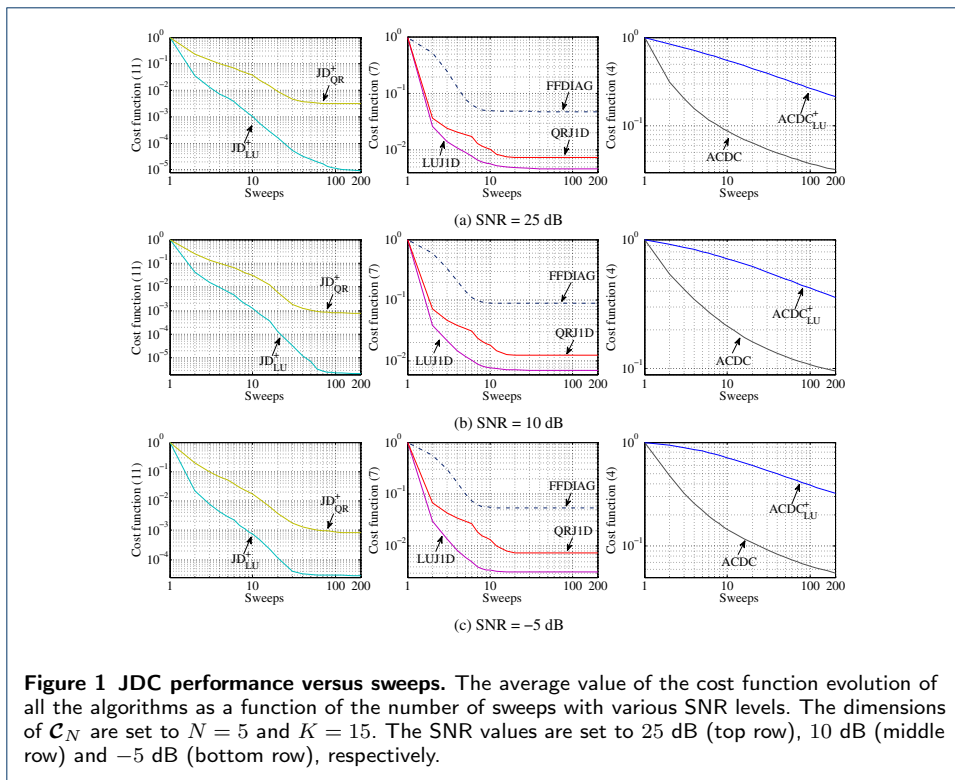 Cost function (11)
10^0
10^-1
10^-2
10^-3
10^-4
10^-5
JD^+_QR
JD^+_LU
1 10 100 200
Sweeps
Cost function (7)
10^0
10^-1
10^-2
FFDIAG
QRJ1D
LUJ1D
1 10 100 200
Sweeps
Cost function (4)
10^0
10^-1
ACDC^+_LU
ACDC
1 10 100 200
Sweeps
(a) SNR = 25 dB
Cost function (11)
10^0
10^-1
10^-2
10^-3
10^-4
10^-5
JD^+_QR
JD^+_LU
1 10 100 200
Sweeps
Cost function (7)
10^0
10^-1
10^-2
FFDIAG
QRJ1D
LUJ1D
1 10 100 200
Sweeps
Cost function (4)
10^0
10^-1
ACDC^+_LU
ACDC
1 10 100 200
Sweeps
(b) SNR = 10 dB
Cost function (11)
10^0
10^-1
10^-2
10^-3
10^-4
JD^+_QR
JD^+_LU
1 10 100 200
Sweeps
Cost function (7)
10^0
10^-1
10^-2
FFDIAG
QRJ1D
LUJ1D
1 10 100 200
Sweeps
Cost function (4)
10^0
10^-1
ACDC^+_LU
ACDC
1 10 100 200
Sweeps
(c) SNR = −5 dB
Figure 1 JDC performance versus sweeps. The average value of the cost function evolution of
all the algorithms as a function of the number of sweeps with various SNR levels. The dimensions
of 𝓒_N are set to N = 5 and K = 15. The SNR values are set to 25 dB (top row), 10 dB (middle
row) and −5 dB (bottom row), respectively.